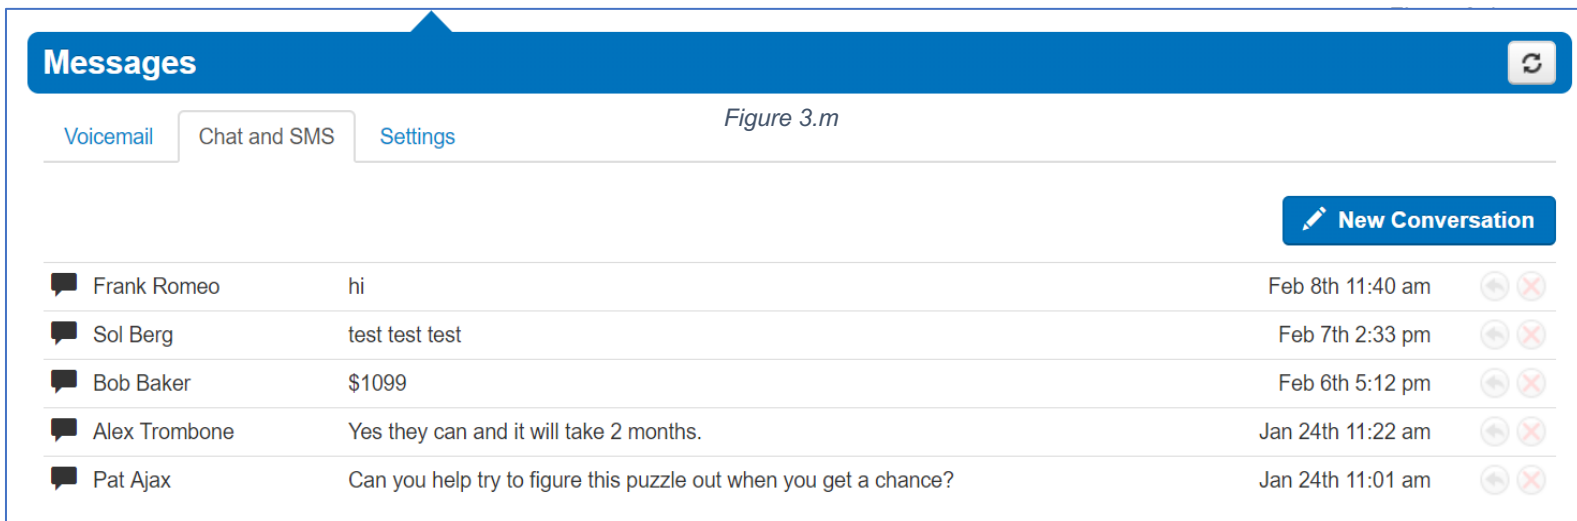 Messages
Figure 3.m
Voicemail Chat and SMS Settings
New Conversation
Frank Romeo hi Feb 8th 11:40 am
Sol Berg test test test Feb 7th 2:33 pm
Bob Baker $1099 Feb 6th 5:12 pm
Alex Trombone Yes they can and it will take 2 months. Jan 24th 11:22 am
Pat Ajax Can you help try to figure this puzzle out when you get a chance? Jan 24th 11:01 am